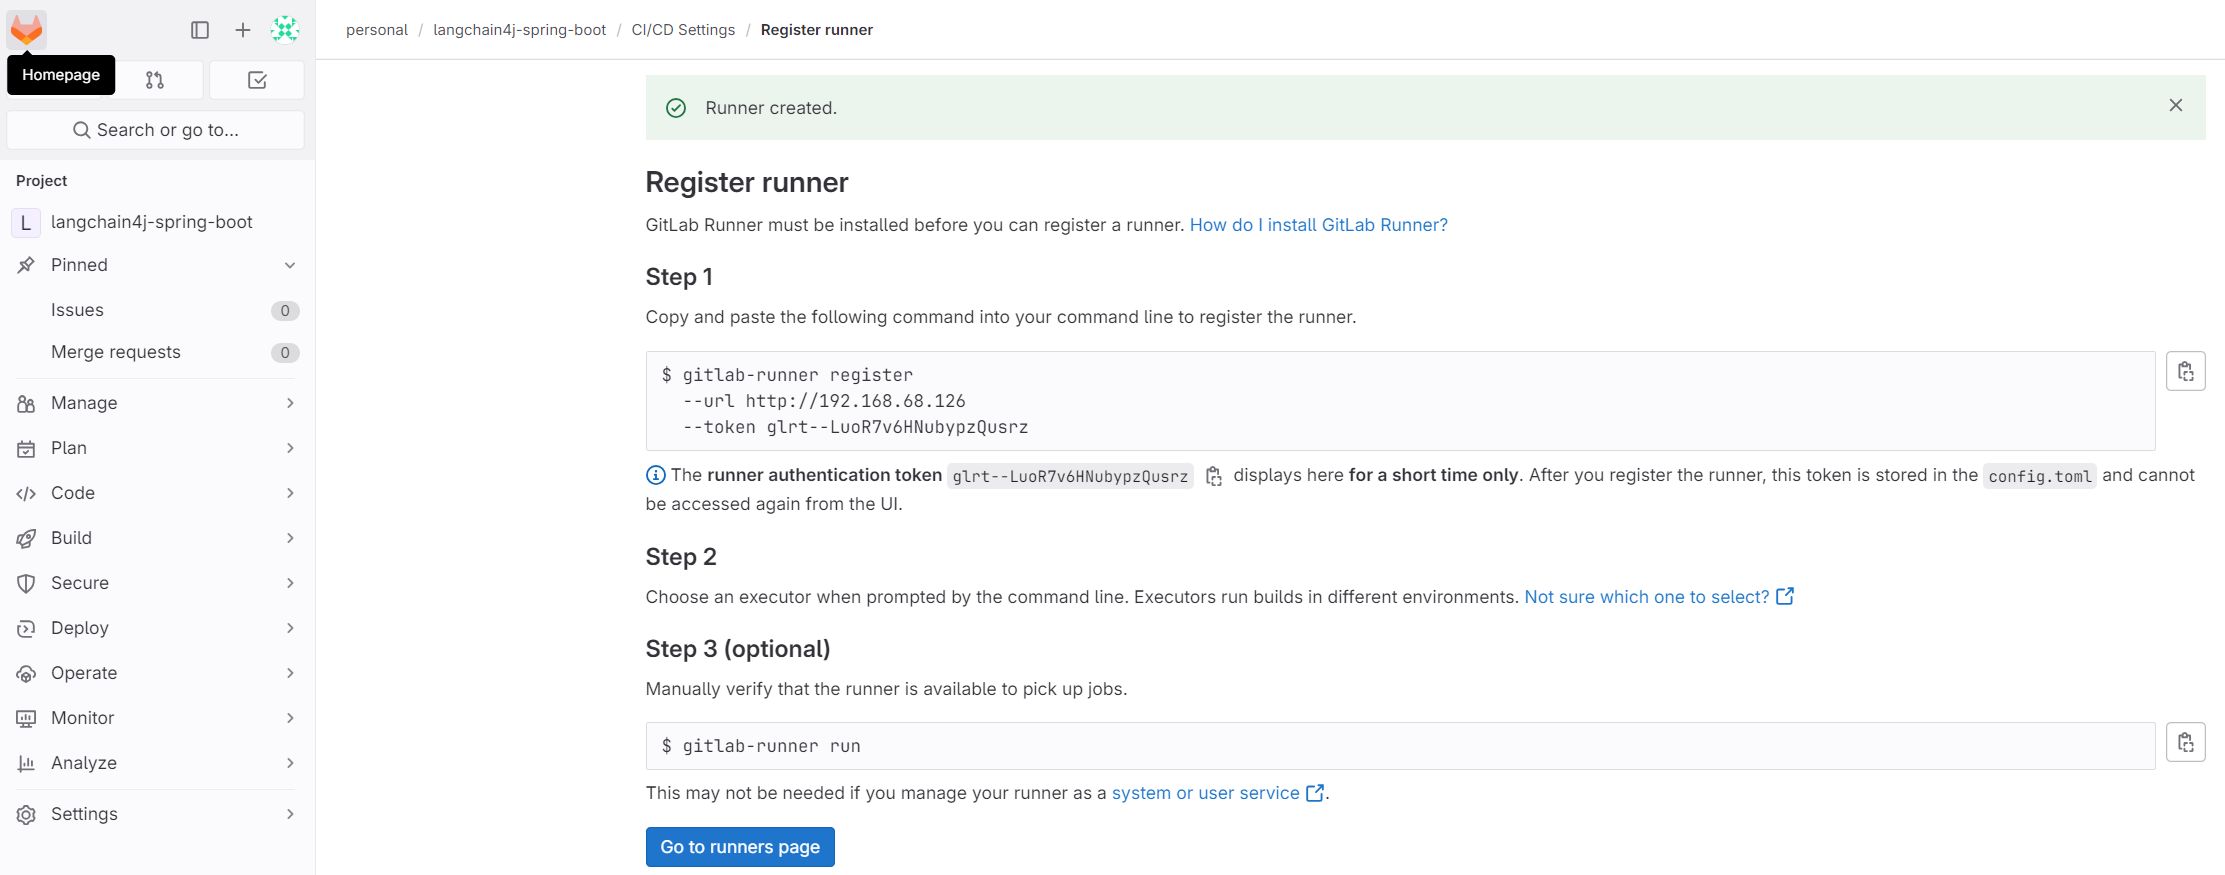 Homepage
Search or go to...
Project
L langchain4j-spring-boot
Pinned
Issues 0
Merge requests 0
Manage
Plan
Code
Build
Secure
Deploy
Operate
Monitor
Analyze
Settings
personal / langchain4j-spring-boot / CI/CD Settings / Register runner
Runner created.
Register runner
GitLab Runner must be installed before you can register a runner. How do I install GitLab Runner?
Step 1
Copy and paste the following command into your command line to register the runner.
$ gitlab-runner register
--url http://192.168.68.126
--token glrt--LuoR7v6HNubypzQusrz
The runner authentication token glrt--LuoR7v6HNubypzQusrz displays here for a short time only. After you register the runner, this token is stored in the config.toml and cannot
be accessed again from the UI.
Step 2
Choose an executor when prompted by the command line. Executors run builds in different environments. Not sure which one to select?
Step 3 (optional)
Manually verify that the runner is available to pick up jobs.
$ gitlab-runner run
This may not be needed if you manage your runner as a system or user service.
Go to runners page